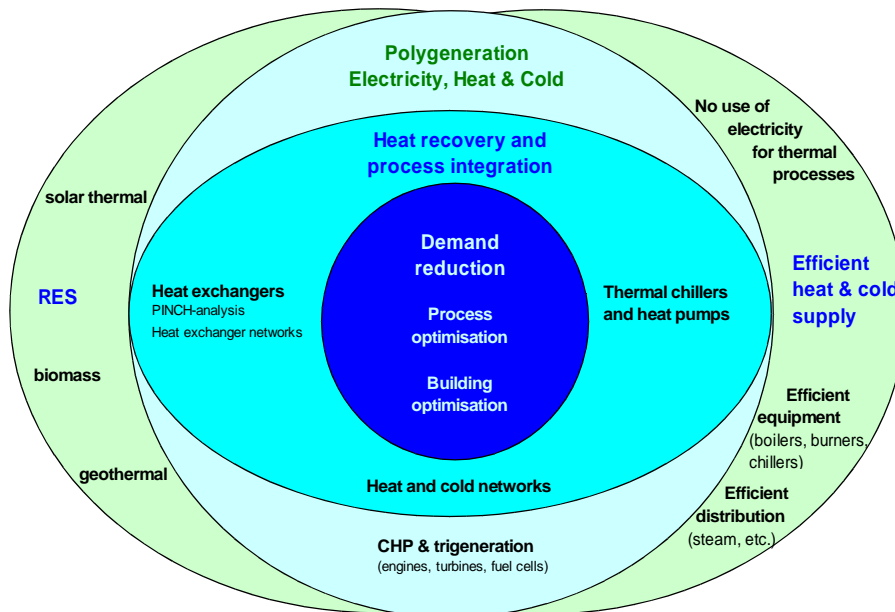 Polygeneration
Electricity, Heat & Cold
No use of
electricity
for thermal
processes
Heat recovery and
process integration
solar thermal
Demand
reduction
Efficient
heat & cold
supply
RES
Heat exchangers
PINCH-analysis
Heat exchanger networks
Thermal chillers
and heat pumps
Process
optimisation
biomass
Building
optimisation
Efficient
equipment
(boilers, burners,
chillers)
geothermal
Heat and cold networks
Efficient
distribution
(steam, etc.)
CHP & trigeneration
(engines, turbines, fuel cells)